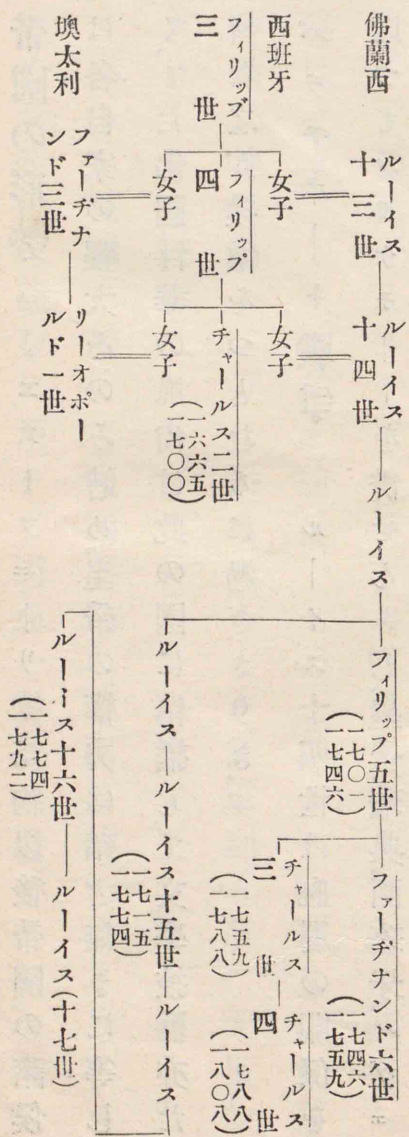 佛蘭西
ルーイス十三世
ルーイス十四世
ルーイス
フィリップ五世
(一七〇一
一七四六)
ファーヂナンド六世
(一七四六
一七五九)
西班牙
女子
女子
チャールス三世
(一七五九
一七八八)
チャールス四世
(一七八八
一八〇八)
フィリップ三世
フィリップ四世
チャールス二世
(一六六五
一七〇〇)
ルーイス
ルーイス十五世
(一七一五
一七七四)
ルーイス
女子
女子
墺太利
ファーヂナンド三世
リーオポールド一世
ルーイス十六世
(一七七四
一七九二)
ルーイス(十七世)